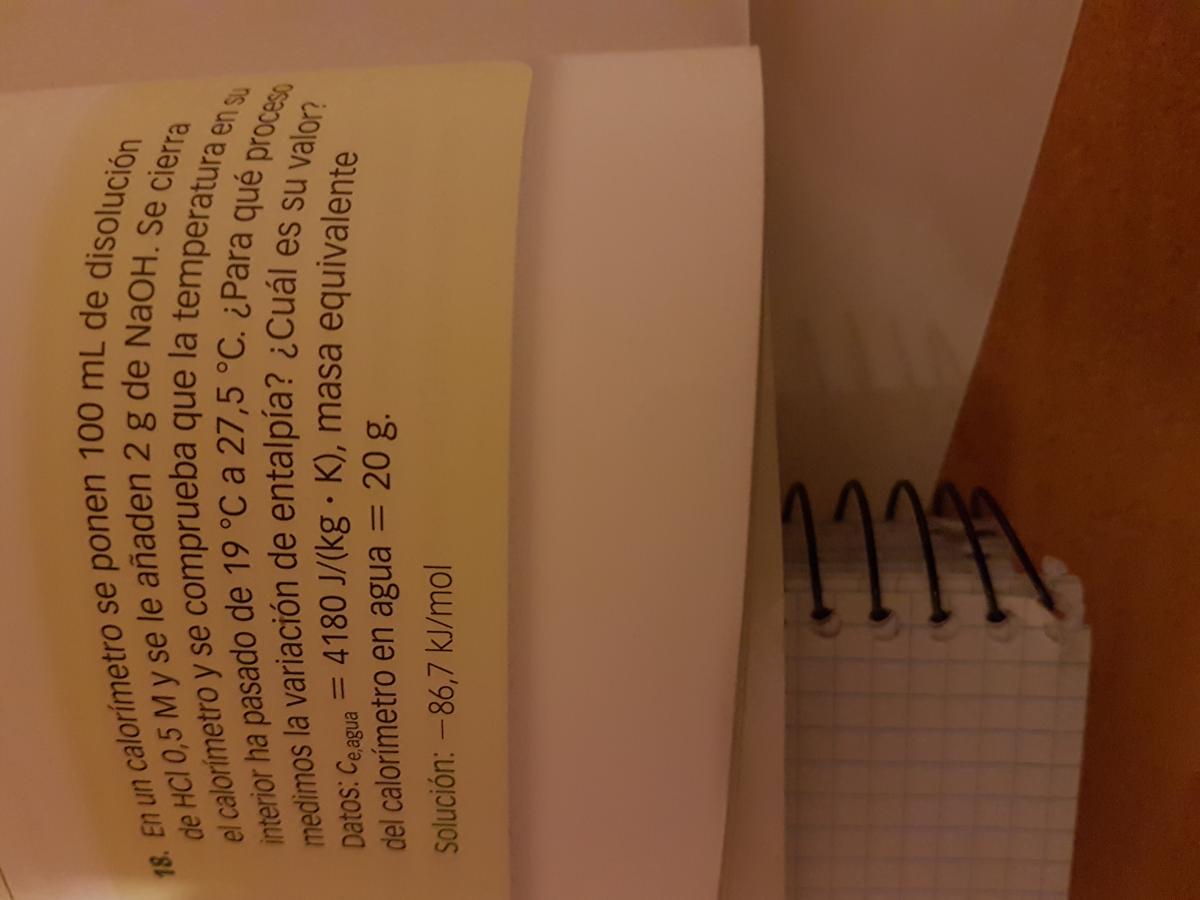 18. En un calorímetro se ponen 100 mL de disolución
de HCl 0,5 M y se le añaden 2 g de NaOH. Se cierra
el calorímetro y se comprueba que la temperatura en su
interior ha pasado de 19 °C a 27,5 °C. ¿Para qué proceso
medimos la variación de entalpía? ¿Cuál es su valor?
Datos: ce,agua = 4180 J/(kg · K), masa equivalente
del calorímetro en agua = 20 g.
Solución: −86,7 kJ/mol